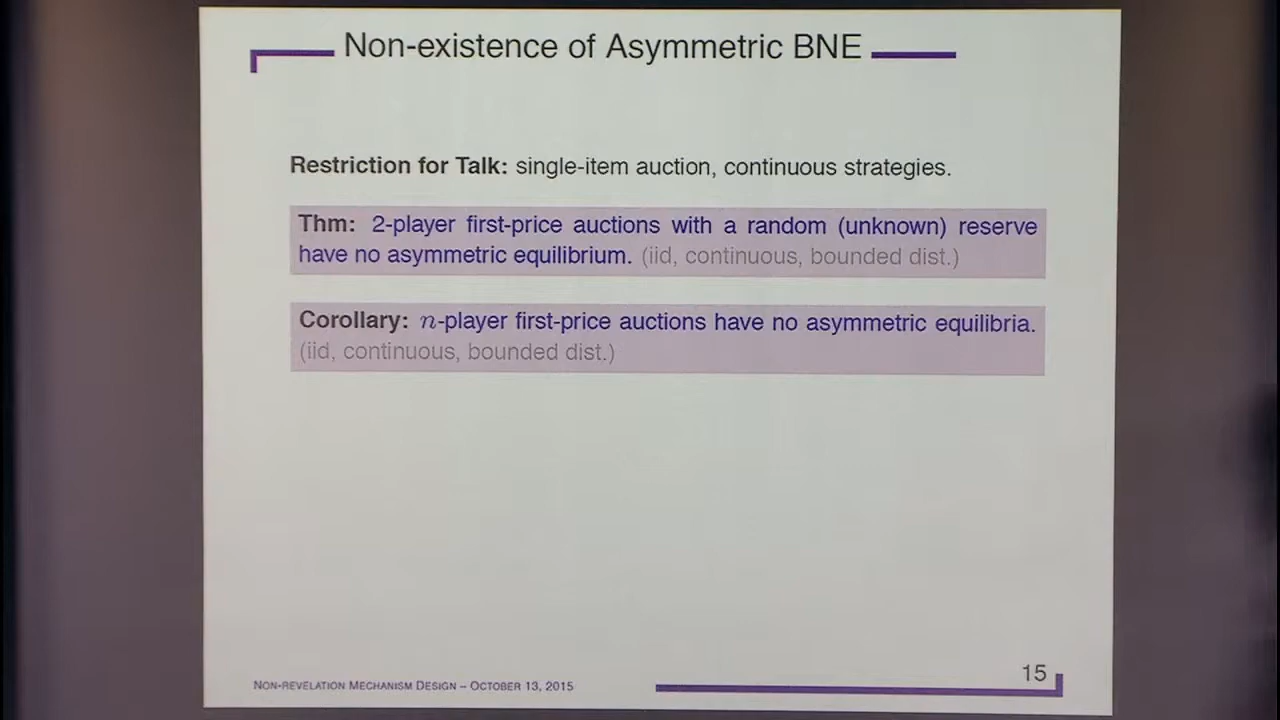 Non-existence of Asymmetric BNE
Restriction for Talk: single-item auction, continuous strategies.
Thm: 2-player first-price auctions with a random (unknown) reserve
have no asymmetric equilibrium. (iid, continuous, bounded dist.)
Corollary: n-player first-price auctions have no asymmetric equilibria.
(iid, continuous, bounded dist.)
NON-REVELATION MECHANISM DESIGN – OCTOBER 13, 2015
15